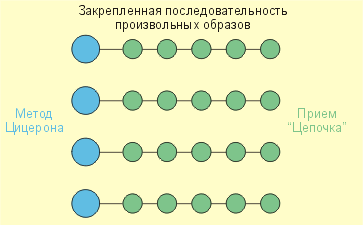 Закрепленная последовательность
произвольных образов
Метод
Цицерона
Прием
“Цепочка”